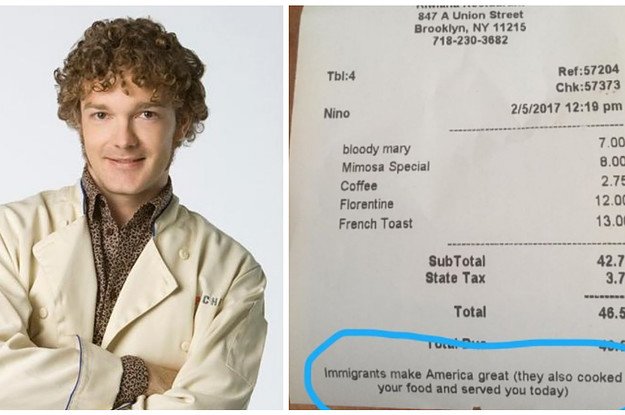 847 A Union Street
Brooklyn, NY 11215
718-230-3682
Tbl:4 Ref:57204
Chk:57373
Nino 2/5/2017 12:19 pm
bloody mary 7.00
Mimosa Special 8.00
Coffee 2.75
Florentine 12.00
French Toast 13.0
SubTotal 42.7
State Tax 3.7
Total 46.5
Total
Immigrants make America great (they also cooked
your food and served you today)
CH